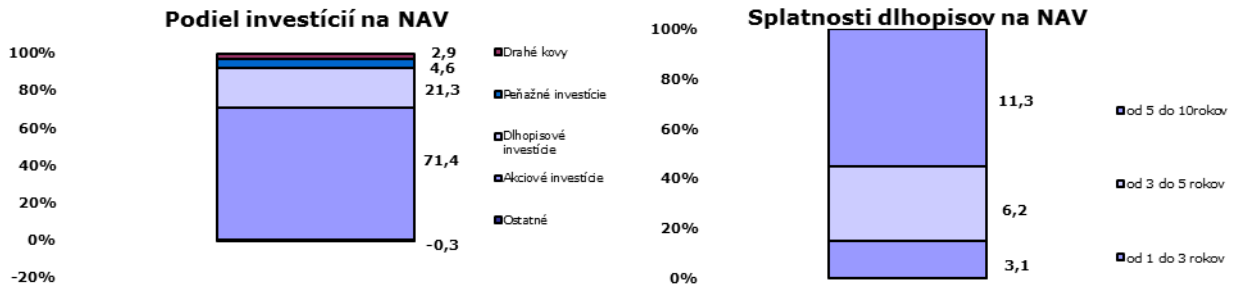 Podiel investícií na NAV
100%
80%
60%
40%
20%
0%
-20%
2,9
4,6
21,3
71,4
-0,3
Drahé kovy
Peňažné investície
Dlhopisové
investície
Akciové investície
Ostatné
Splatnosti dlhopisov na NAV
100%
80%
60%
40%
20%
0%
11,3
6,2
3,1
od 5 do 10rokov
od 3 do 5 rokov
od 1 do 3 rokov